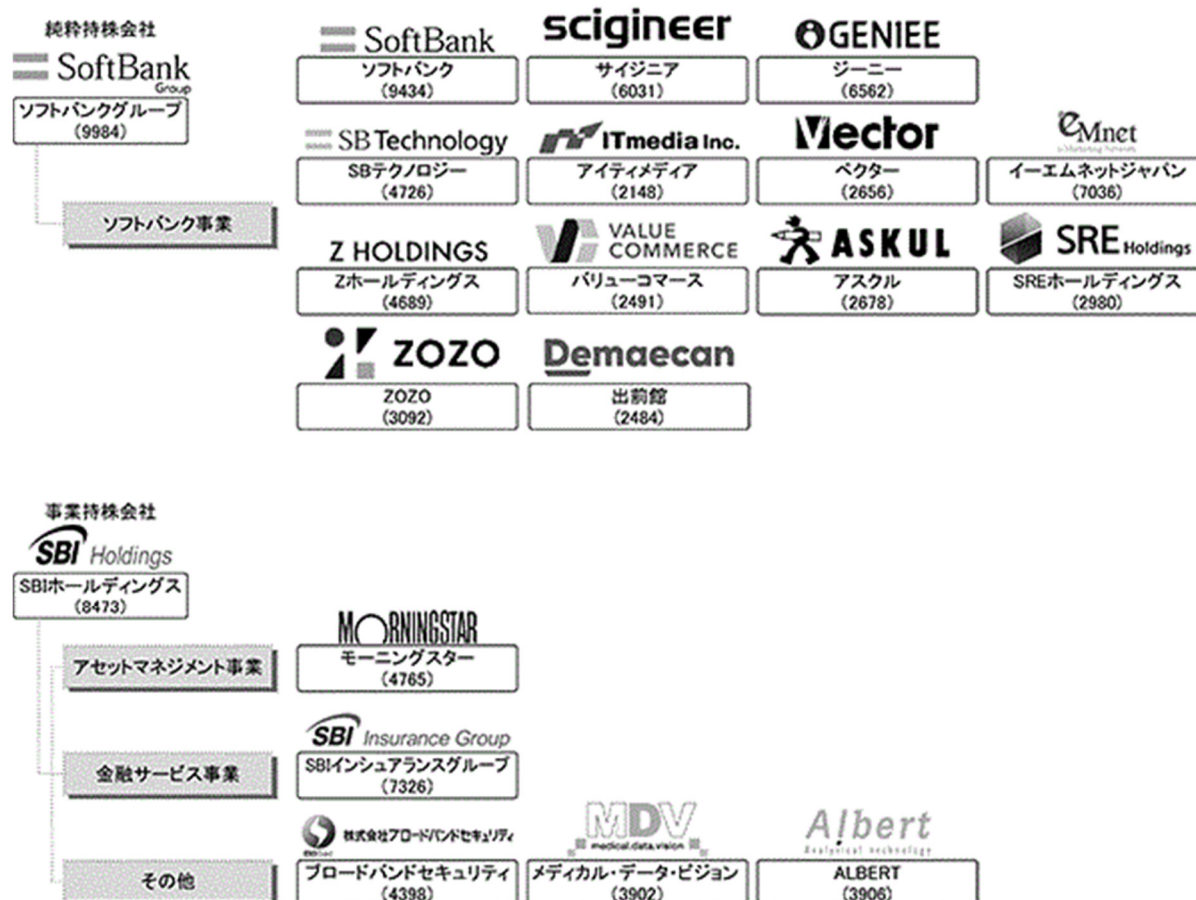 純粋持株会社
SoftBank
Group
ソフトバンクグループ
(9984)
ソフトバンク事業
SoftBank
ソフトバンク
(9434)
scigineer
サイジニア
(6031)
GENIEE
ジーニー
(6562)
SB Technology
SBテクノロジー
(4726)
ITmedia Inc.
アイティメディア
(2148)
Vector
ベクター
(2656)
eMnet
イーエムネットジャパン
(7036)
Z HOLDINGS
Zホールディングス
(4689)
VALUE
COMMERCE
バリューコマース
(2491)
ASKUL
アスクル
(2678)
SRE Holdings
SREホールディングス
(2980)
ZOZO
ZOZO
(3092)
Demaecan
出前館
(2484)
事業持株会社
SBI Holdings
SBIホールディングス
(8473)
アセットマネジメント事業
MORNINGSTAR
モーニングスター
(4765)
金融サービス事業
SBI Insurance Group
SBIインシュアランスグループ
(7326)
その他
株式会社ブロードバンドセキュリティ
ブロードバンドセキュリティ
(4398)
MDV
medical.data.vision
メディカル・データ・ビジョン
(3902)
Albert
Analytical technology
ALBERT
(3906)